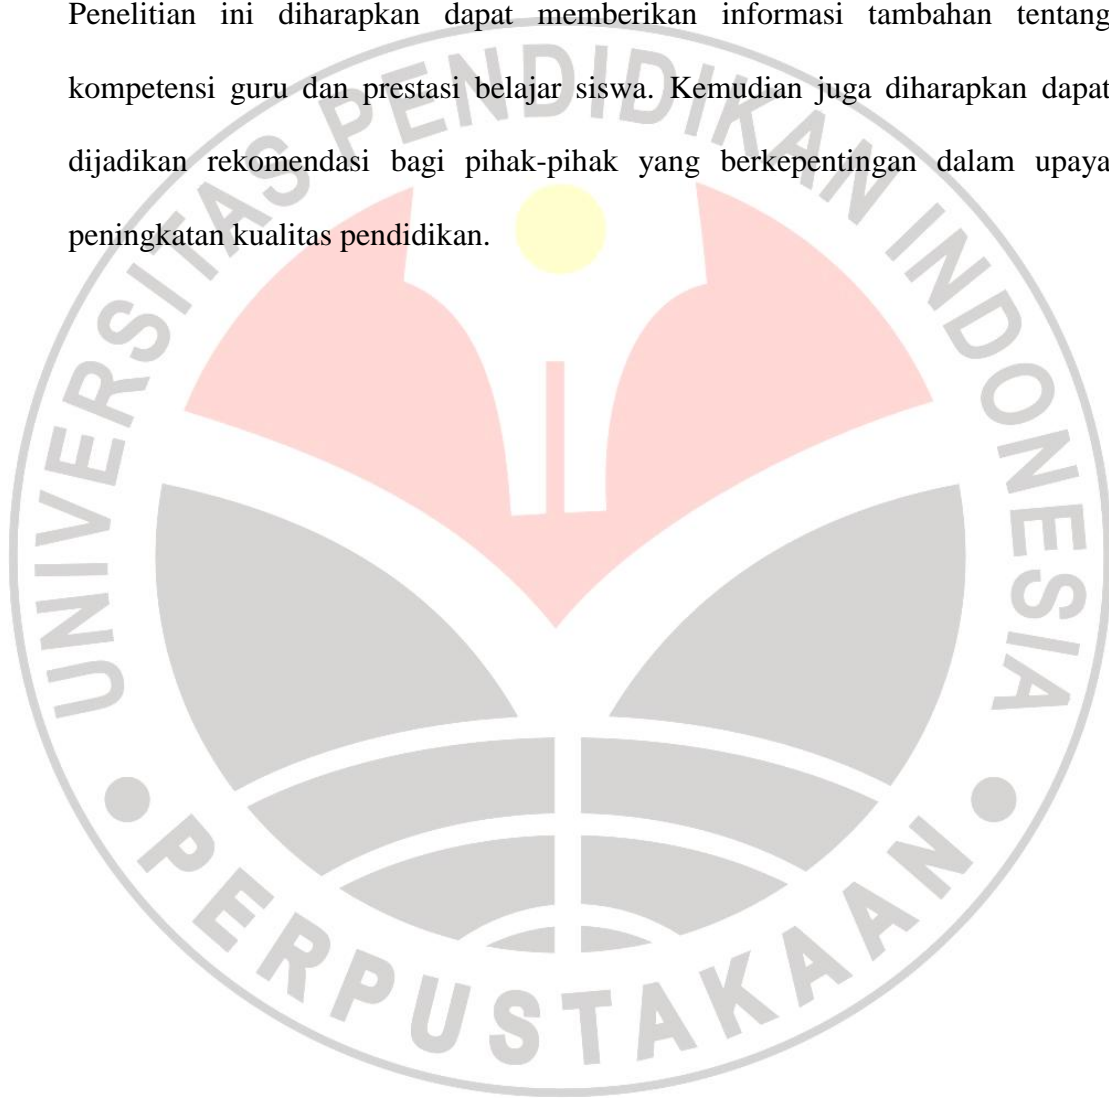 Penelitian ini diharapkan dapat memberikan informasi tambahan tentang
kompetensi guru dan prestasi belajar siswa. Kemudian juga diharapkan dapat
dijadikan rekomendasi bagi pihak-pihak yang berkepentingan dalam upaya
peningkatan kualitas pendidikan.
UNIVERSITAS PENDIDIKAN INDONESIA
PERPUSTAKAAN